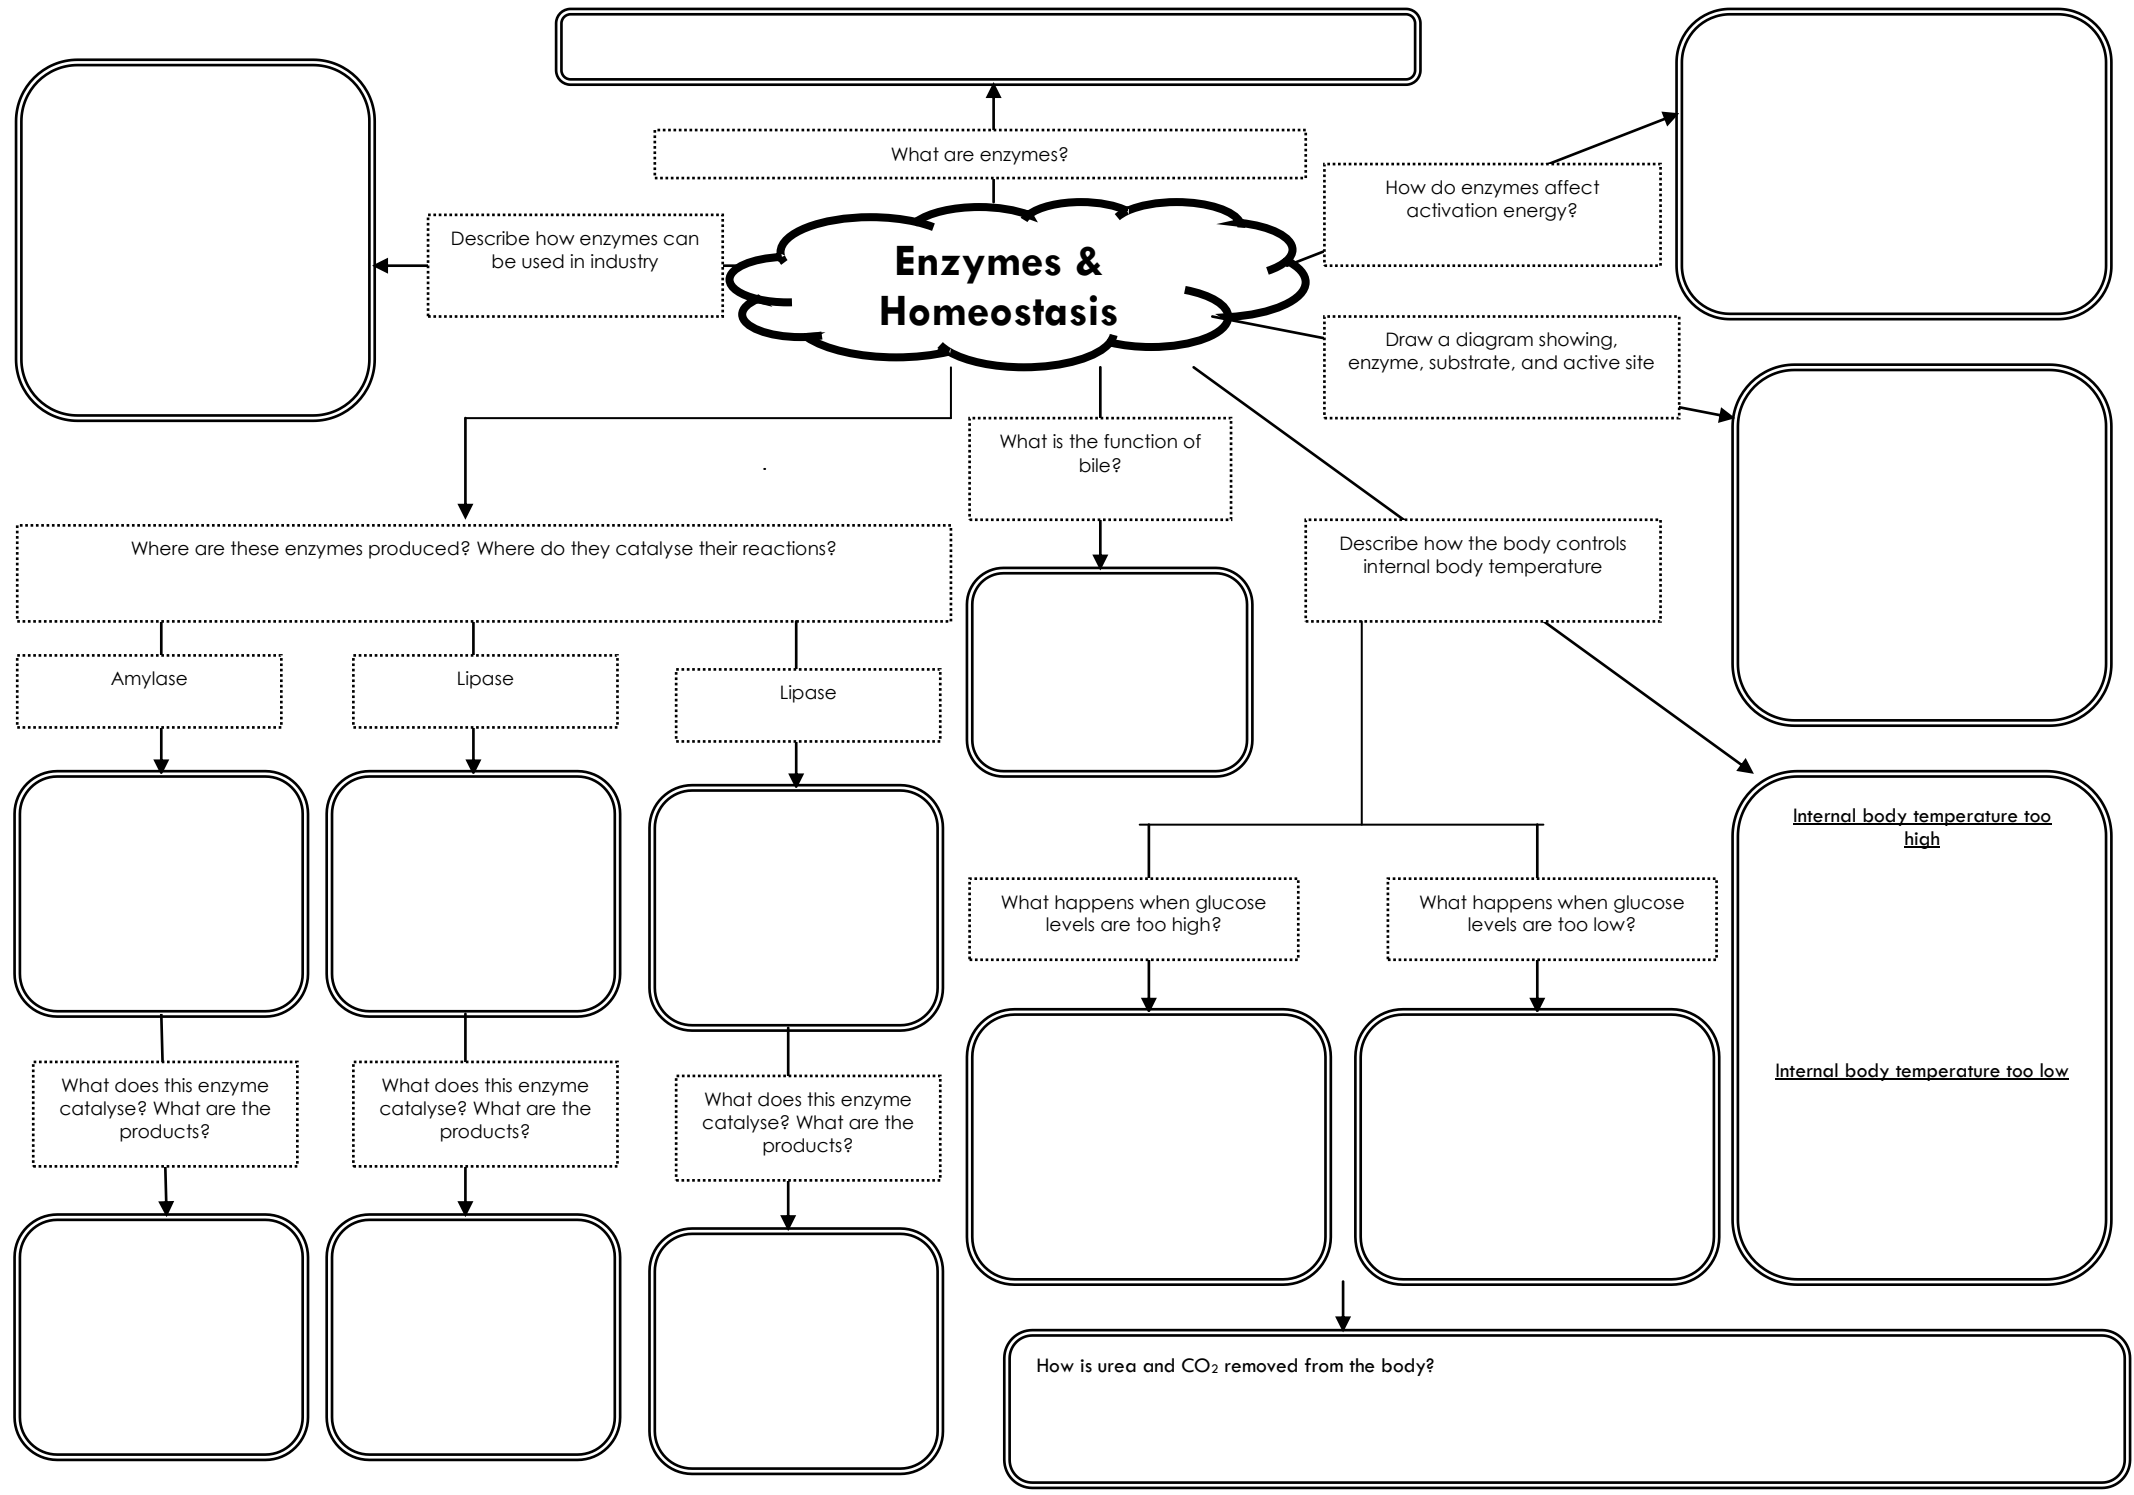 What are enzymes?
How do enzymes affect
activation energy?
Describe how enzymes can
be used in industry
Enzymes &
Homeostasis
Draw a diagram showing,
enzyme, substrate, and active site
What is the function of
bile?
Where are these enzymes produced? Where do they catalyse their reactions?
Describe how the body controls
internal body temperature
Amylase
Lipase
Lipase
Internal body temperature too
high
What happens when glucose
levels are too high?
What happens when glucose
levels are too low?
Internal body temperature too low
What does this enzyme
catalyse? What are the
products?
What does this enzyme
catalyse? What are the
products?
What does this enzyme
catalyse? What are the
products?
How is urea and CO₂ removed from the body?